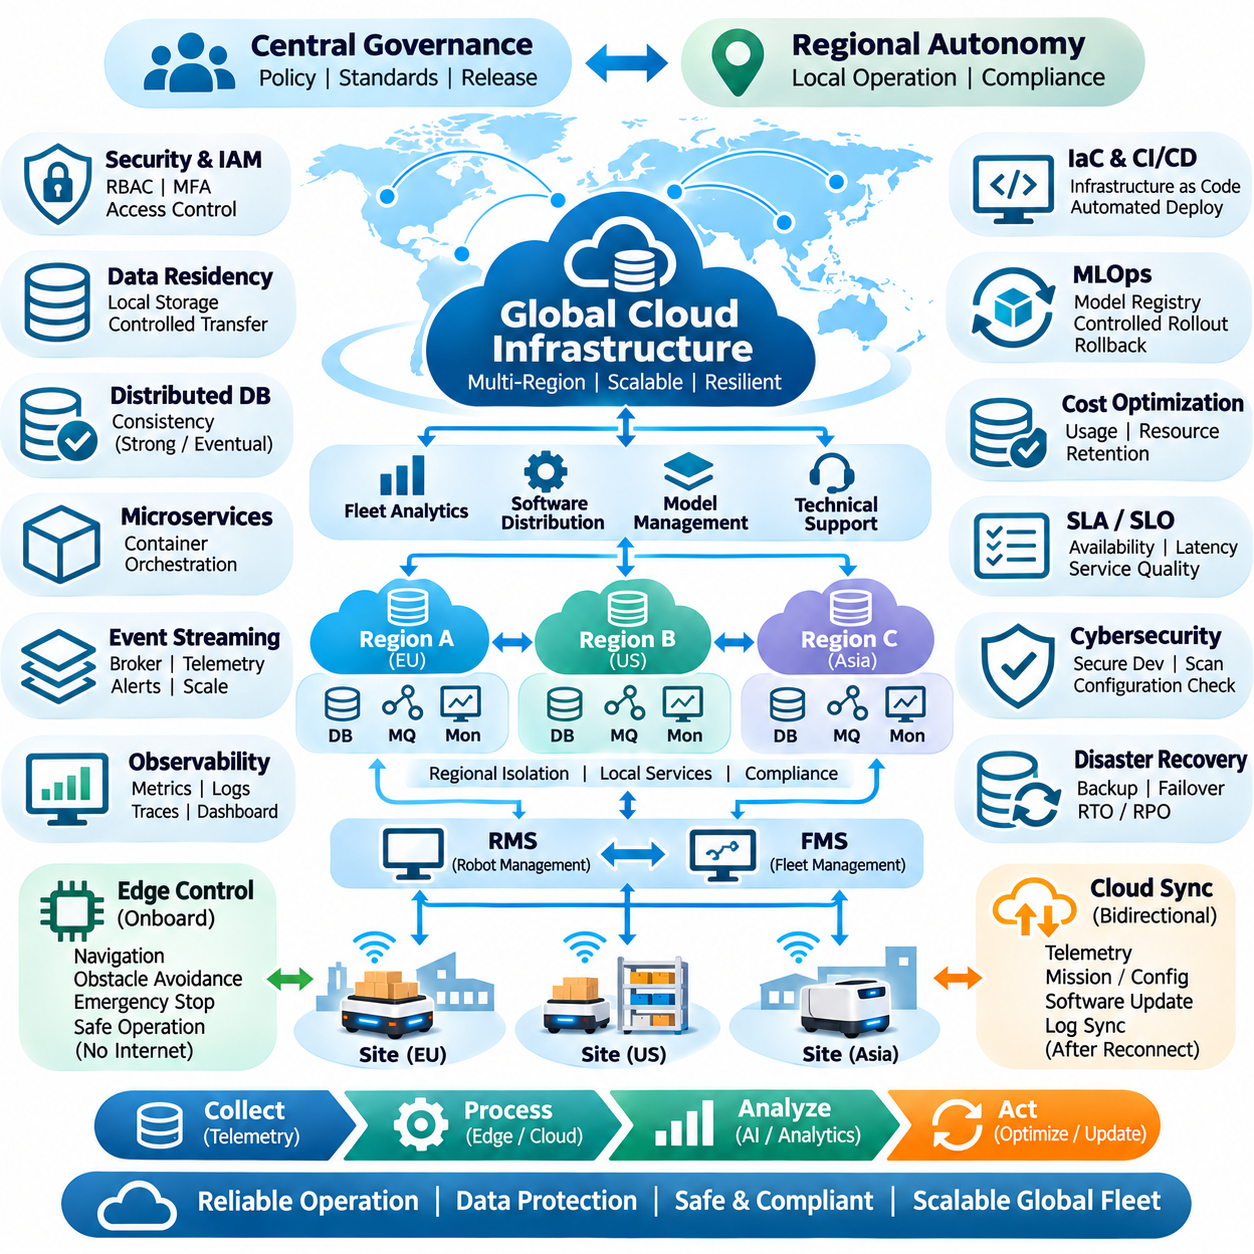 Central Governance
Policy | Standards | Release
Regional Autonomy
Local Operation | Compliance
Security & IAM
RBAC | MFA
Access Control
Data Residency
Local Storage
Controlled Transfer
Distributed DB
Consistency
(Strong / Eventual)
Microservices
Container
Orchestration
Event Streaming
Broker | Telemetry
Alerts | Scale
Observability
Metrics | Logs
Traces | Dashboard
Global Cloud
Infrastructure
Multi-Region | Scalable | Resilient
Fleet Analytics
Software
Distribution
Model
Management
Technical
Support
Region A
(EU)
Region B
(US)
Region C
(Asia)
DB
MQ
Mon
DB
MQ
Mon
DB
MQ
Mon
Regional Isolation | Local Services | Compliance
RMS
(Robot Management)
FMS
(Fleet Management)
IaC & CI/CD
Infrastructure as Code
Automated Deploy
MLOps
Model Registry
Controlled Rollout
Rollback
Cost Optimization
Usage | Resource
Retention
SLA / SLO
Availability | Latency
Service Quality
Cybersecurity
Secure Dev | Scan
Configuration Check
Disaster Recovery
Backup | Failover
RTO / RPO
Edge Control
(Onboard)
Navigation
Obstacle Avoidance
Emergency Stop
Safe Operation
(No Internet)
Site (EU)
Site (US)
Site (Asia)
Cloud Sync
(Bidirectional)
Telemetry
Mission / Config
Software Update
Log Sync
(After Reconnect)
Collect
(Telemetry)
Process
(Edge / Cloud)
Analyze
(AI / Analytics)
Act
(Optimize / Update)
Reliable Operation | Data Protection | Safe & Compliant | Scalable Global Fleet